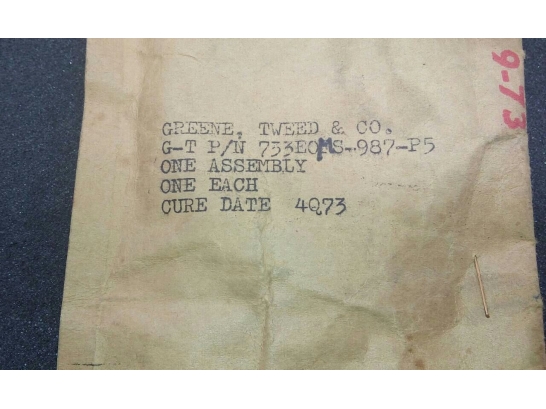 9-73
GREENE, TWEED & CO.
G-T P/N 733EOMS-987-P5
ONE ASSEMBLY
ONE EACH
CURE DATE 4Q73